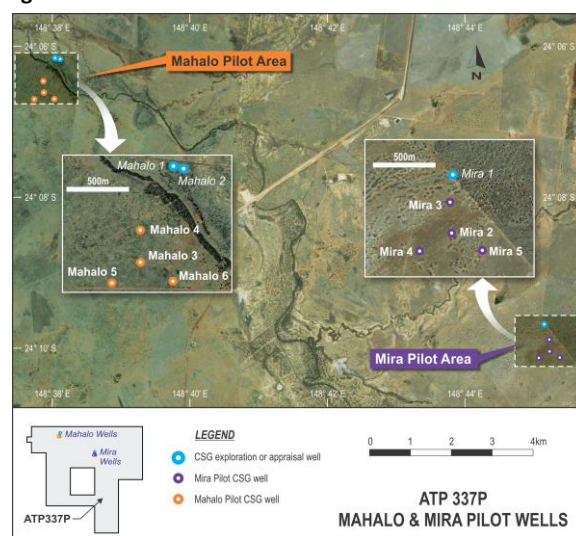 148° 38' E
148° 40' E
148° 42' E
148° 44' E
24° 06' S
24° 06' S
Mahalo Pilot Area
N
Mahalo 1
Mahalo 2
500m
Mahalo 4
Mahalo 3
Mahalo 5
Mahalo 6
500m
Mira 1
Mira 3
Mira 2
Mira 4
Mira 5
24° 08' S
24° 08' S
24° 10' S
24° 10' S
Mira Pilot Area
148° 38' E
148° 40' E
148° 42' E
148° 44' E
Mahalo Wells
Mira
Wells
ATP337P
LEGEND
CSG exploration or appraisal well
Mira Pilot CSG well
Mahalo Pilot CSG well
0 1 2 3 4km
ATP 337P
MAHALO & MIRA PILOT WELLS